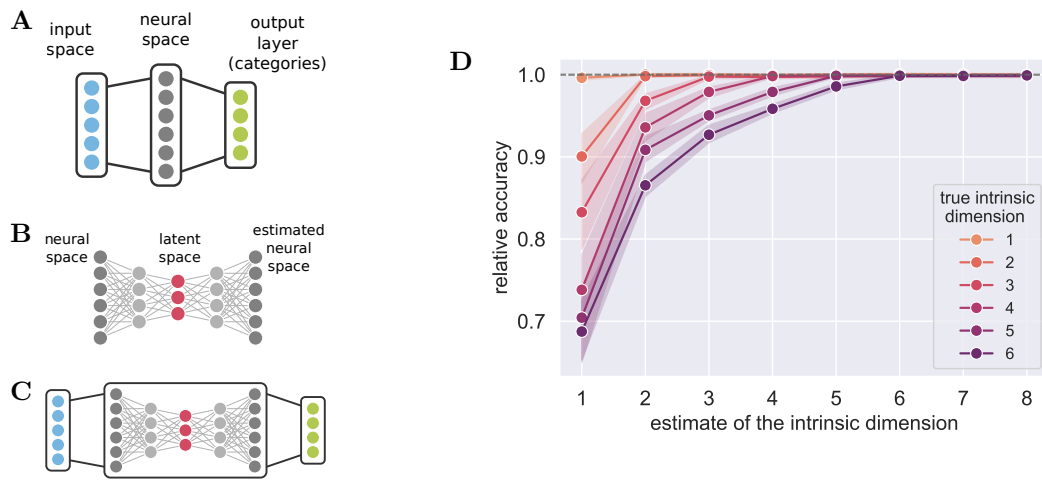 A
input
space
neural
space
output
layer
(categories)
B
neural
space
latent
space
estimated
neural
space
C
D
relative accuracy
1.0
0.9
0.8
0.7
true intrinsic
dimension
1
2
3
4
5
6
1 2 3 4 5 6 7 8
estimate of the intrinsic dimension